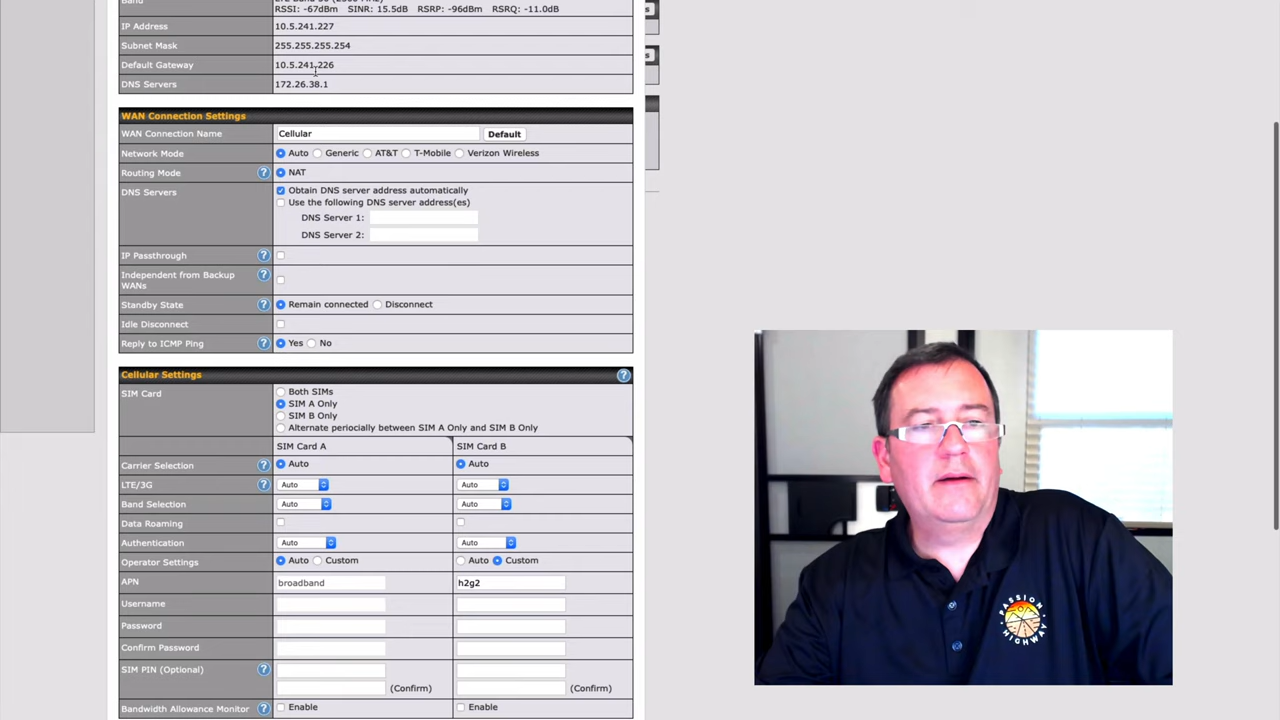 Band
RSSI: -67dBm SINR: 15.5dB RSRP: -96dBm RSRQ: -11.0dB
IP Address 10.5.241.227
Subnet Mask 255.255.255.254
Default Gateway 10.5.241.226
DNS Servers 172.26.38.1
WAN Connection Settings
WAN Connection Name Cellular Default
Network Mode Auto Generic AT&T T-Mobile Verizon Wireless
Routing Mode ? NAT
DNS Servers Obtain DNS server address automatically
Use the following DNS server address(es)
DNS Server 1:
DNS Server 2:
IP Passthrough ?
Independent from Backup ?
WANs
Standby State ? Remain connected Disconnect
Idle Disconnect
Reply to ICMP Ping ? Yes No
Cellular Settings ?
SIM Card Both SIMs
SIM A Only
SIM B Only
Alternate periocially between SIM A Only and SIM B Only
SIM Card A SIM Card B
Carrier Selection ? Auto Auto
LTE/3G ? Auto Auto
Band Selection Auto Auto
Data Roaming
Authentication Auto Auto
Operator Settings Auto Custom Auto Custom
APN broadband h2g2
Username
Password
Confirm Password
SIM PIN (Optional) ?
(Confirm) (Confirm)
Bandwidth Allowance Monitor ? Enable Enable
PASSION
HIGHWAY